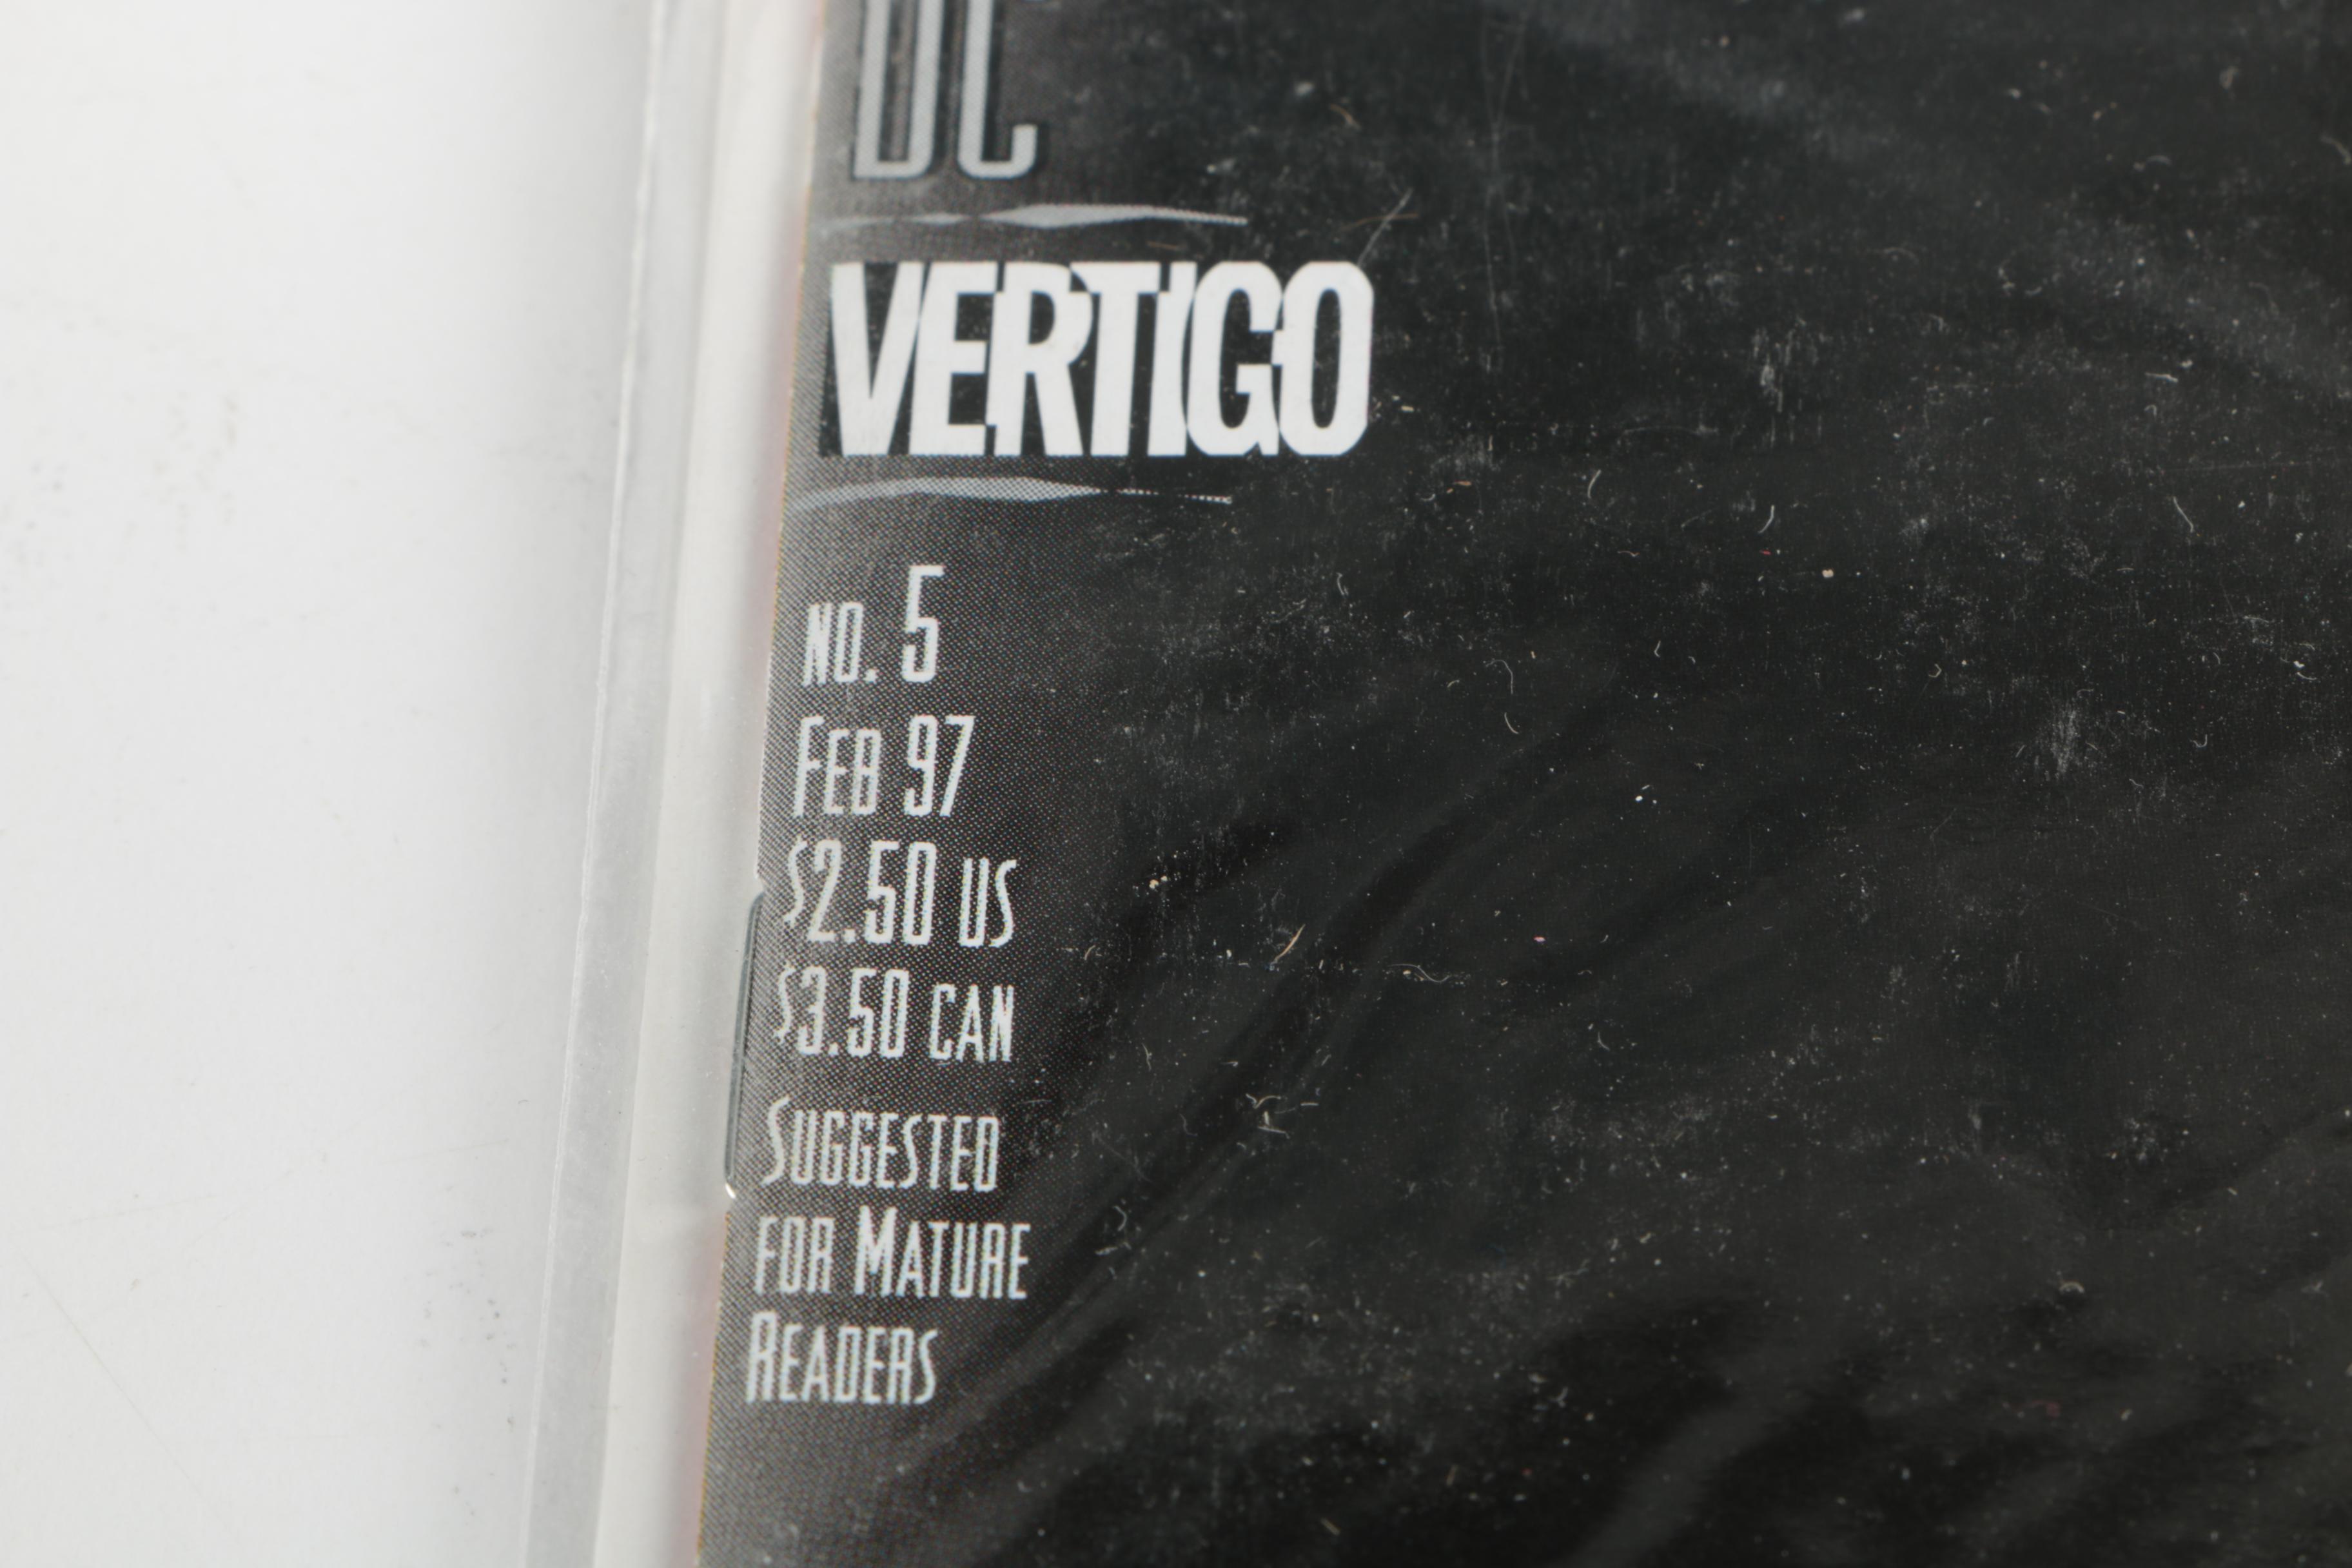 DC
VERTIGO
NO. 5
FEB 97
$2.50 US
$3.50 CAN
SUGGESTED
FOR MATURE
READERS